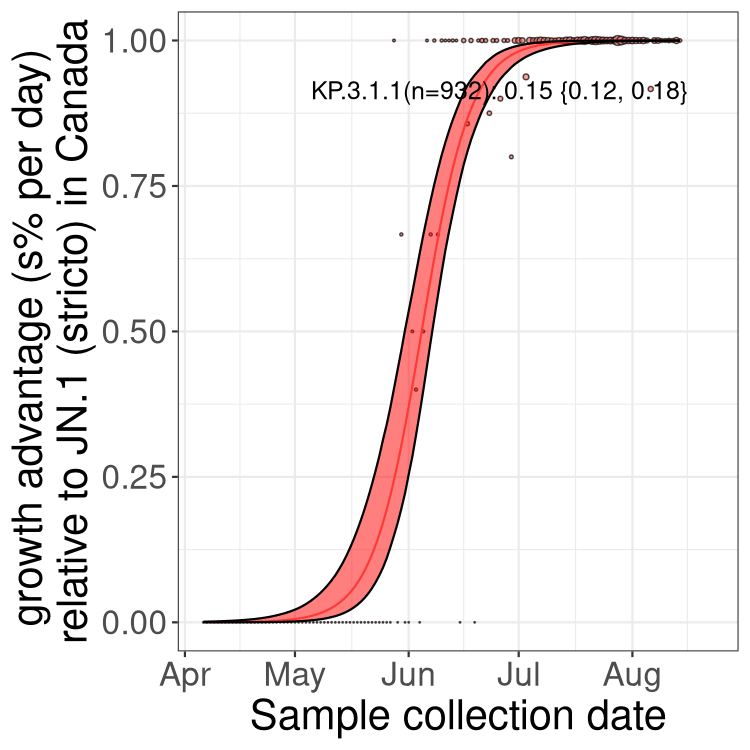 growth advantage (s% per day)
relative to JN.1 (stricto) in Canada
1.00
0.75
0.50
0.25
0.00
KP.3.1.1(n=932): 0.15 {0.12, 0.18}
Apr May Jun Jul Aug
Sample collection date